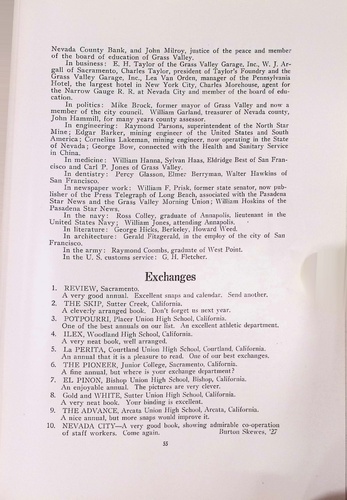 Nevada County Bank, and John Milroy, justice of the peace and member
of the board of education of Grass Valley.
In business: E. H. Taylor of the Grass Valley Garage, Inc., W. J. Ar-
gall of Sacramento, Charles Taylor, president of Taylor's Foundry and the
Grass Valley Garage, Inc., Lea Van Orden, manager of the Pennsylvania
Hotel, the largest hotel in New York City, Charles Morehouse, agent for
the Narrow Gauge R. R. at Nevada City and member of the board of edu-
cation.
In politics: Mike Brock, former mayor of Grass Valley and now a
member of the city council. William Garland, treasurer of Nevada county,
John Hammill, for many years county assessor.
In engineering: Raymond Parsons, superintendent of the North Star
Mine; Edgar Barker, mining engineer of the United States and South
America; Cornelius Lakeman, mining engineer, now operating in the State
of Nevada; George Bow, connected with the Health and Sanitary Service
in China.
In medicine: William Hanna, Sylvan Haas, Eldridge Best of San Fran-
cisco and Carl P. Jones of Grass Valley.
In dentistry: Percy Glasson, Elmer Berryman, Walter Hawkins of
San Francisco.
In newspaper work: William F. Prisk, former state senator, now pub-
lisher of the Press Telegraph of Long Beach, associated with the Pasadena
Star News and the Grass Valley Morning Union; William Hoskins of the
Pasadena Star News.
In the navy: Ross Colley, graduate of Annapolis, lieutenant in the
United States Navy; William Jones, attending Annapolis.
In literature: George Hicks, Berkeley, Howard Weed.
In architecture: Gerald Fitzgerald, in the employ of the city of San
Francisco.
In the army: Raymond Coombs, graduate of West Point.
In the U. S. customs service: G. H. Fletcher.
Exchanges
1. REVIEW, Sacramento.
A very good annual. Excellent snaps and calendar. Send another.
2. THE SKIP, Sutter Creek, California.
A cleverly arranged book. Don't forget us next year.
3. POTPOURRI, Placer Union High School, California.
One of the best annuals on our list. An excellent athletic department.
4. ILEX, Woodland High School, California.
A very neat book, well arranged.
5. La PERITA, Courtland Union High School, Courtland, California.
An annual that it is a pleasure to read. One of our best exchanges.
6. THE PIONEER, Junior College, Sacramento, California.
A fine annual, but where is your exchange department?
7. EL PINON, Bishop Union High School, Bishop, California.
An enjoyable annual. The pictures are very clever.
8. Gold and WHITE, Sutter Union High School, California.
A very neat book. Your binding is excellent.
9. THE ADVANCE, Arcata Union High School, Arcata, California.
A nice annual, but more snaps would improve it.
10. NEVADA CITY—A very good book, showing admirable co-operation
of staff workers. Come again. Burton Skewes, '27
55